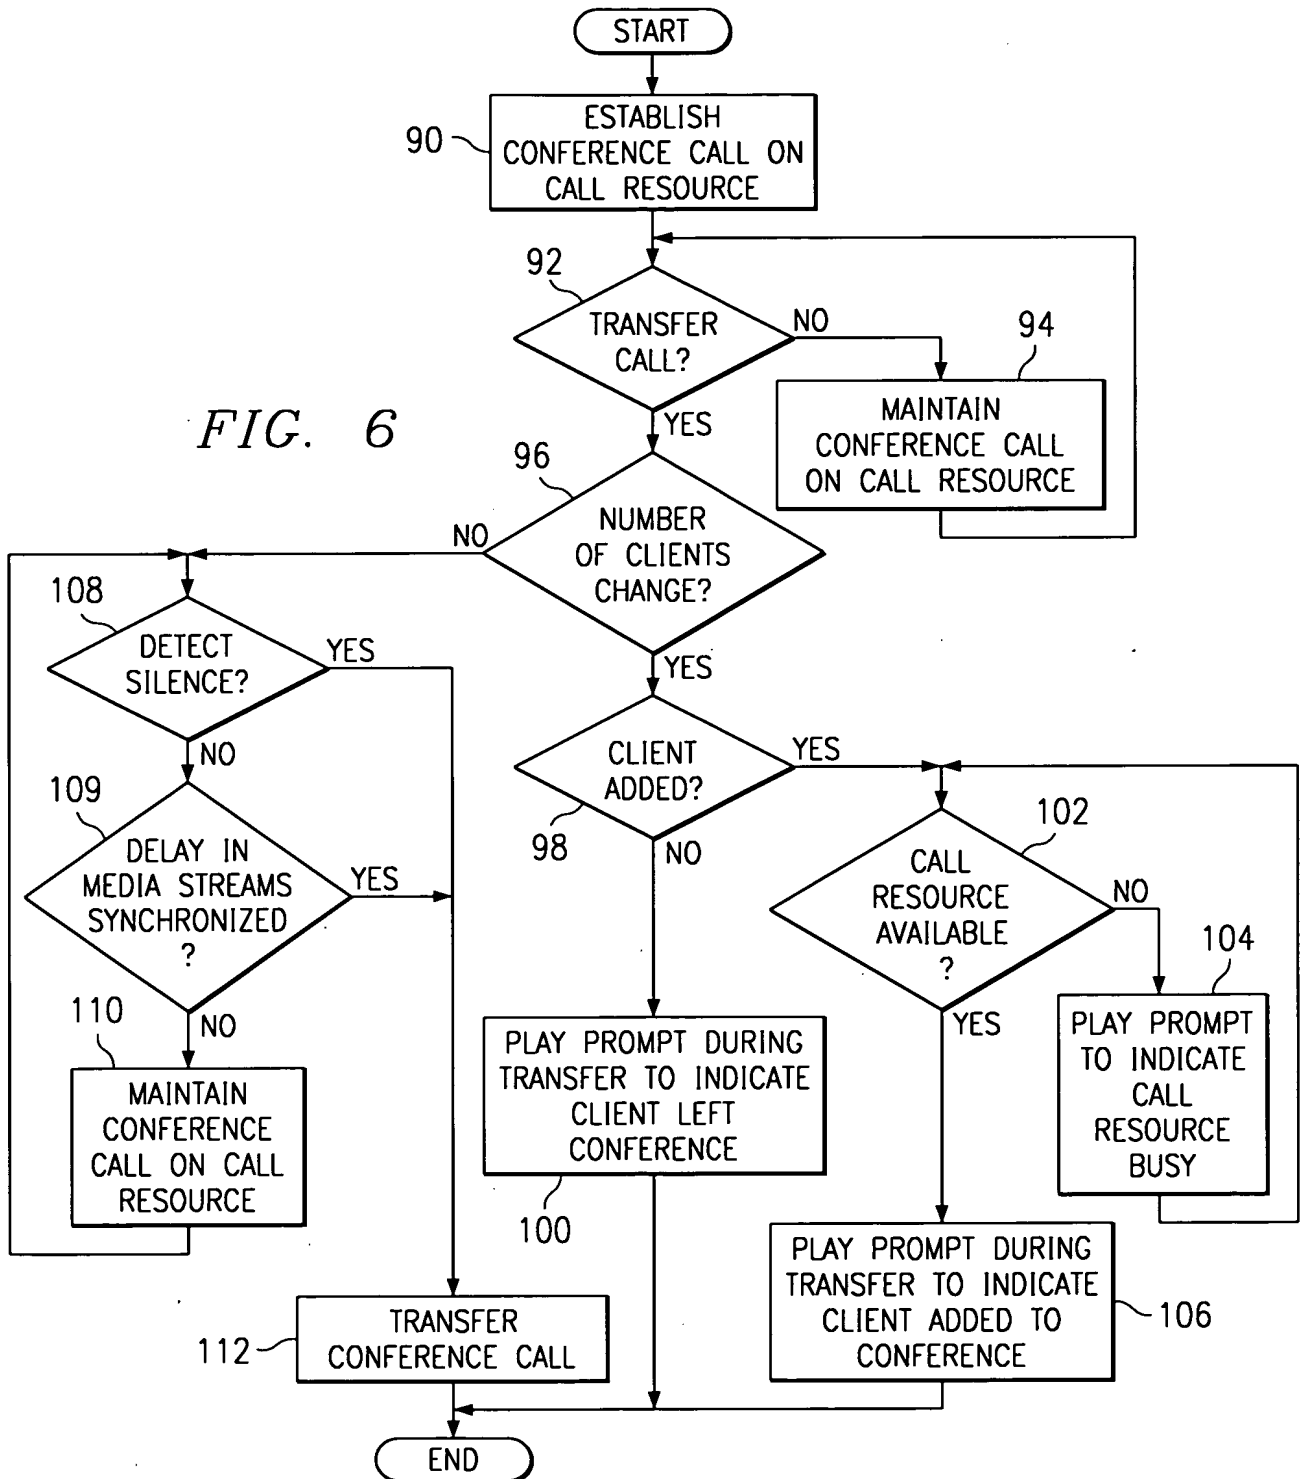 START
ESTABLISH
CONFERENCE CALL ON
CALL RESOURCE
90
92
TRANSFER
CALL?
NO
94
MAINTAIN
CONFERENCE CALL
ON CALL RESOURCE
YES
FIG. 6
96
NUMBER
OF CLIENTS
CHANGE?
NO
YES
108
DETECT
SILENCE?
YES
NO
109
DELAY IN
MEDIA STREAMS
SYNCHRONIZED
?
YES
NO
110
MAINTAIN
CONFERENCE
CALL ON CALL
RESOURCE
CLIENT
ADDED?
98
YES
NO
102
CALL
RESOURCE
AVAILABLE
?
NO
YES
104
PLAY PROMPT
TO INDICATE
CALL
RESOURCE
BUSY
PLAY PROMPT DURING
TRANSFER TO INDICATE
CLIENT LEFT
CONFERENCE
100
PLAY PROMPT DURING
TRANSFER TO INDICATE
CLIENT ADDED TO
CONFERENCE
106
TRANSFER
CONFERENCE CALL
112
END